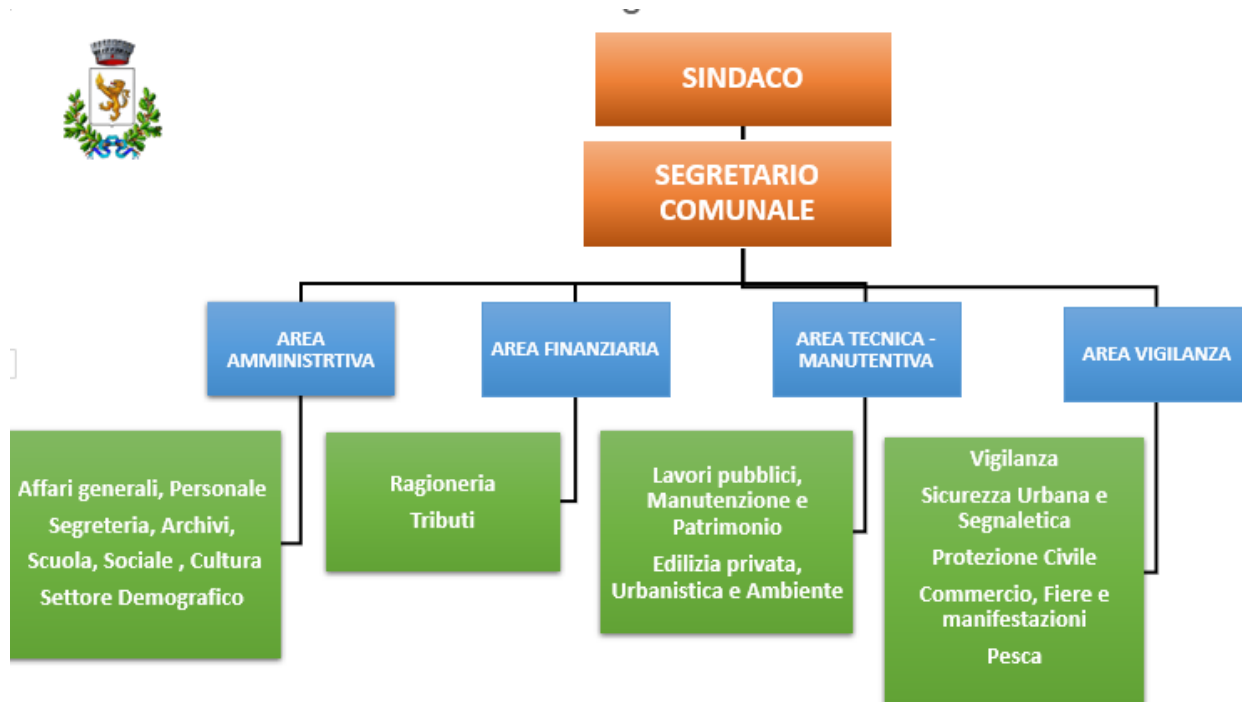 SINDACO
SEGRETARIO
COMUNALE
AREA
AMMINISTRTIVA
AREA FINANZIARIA
AREA TECNICA -
MANUTENTIVA
AREA VIGILANZA
Affari generali, Personale
Segreteria, Archivi,
Scuola, Sociale , Cultura
Settore Demografico
Ragioneria
Tributi
Lavori pubblici,
Manutenzione e
Patrimonio
Edilizia privata,
Urbanistica e Ambiente
Vigilanza
Sicurezza Urbana e
Segnaletica
Protezione Civile
Commercio, Fiere e
manifestazioni
Pesca